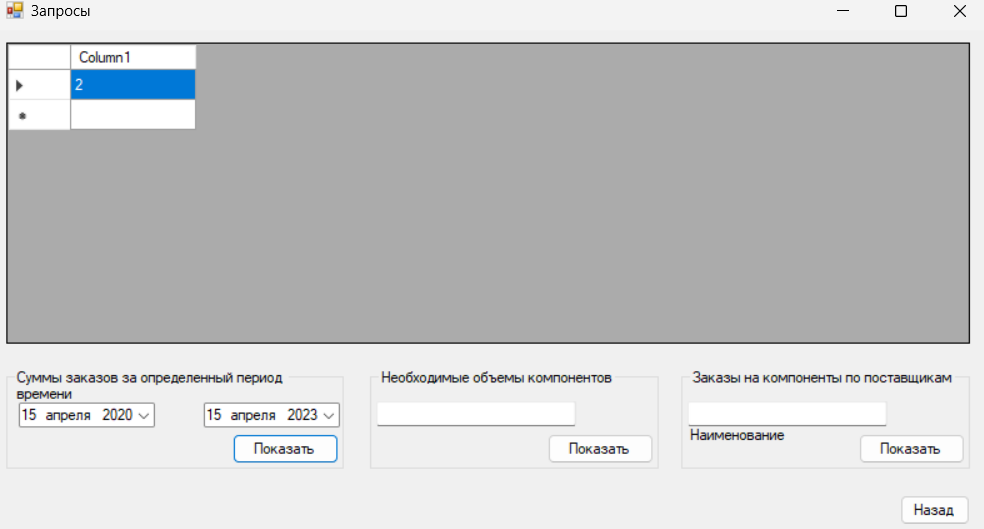 Запросы
Column1
2
Суммы заказов за определенный период
времени
15 апреля 2020
15 апреля 2023
Показать
Необходимые объемы компонентов
Показать
Заказы на компоненты по поставщикам
Наименование
Показать
Назад